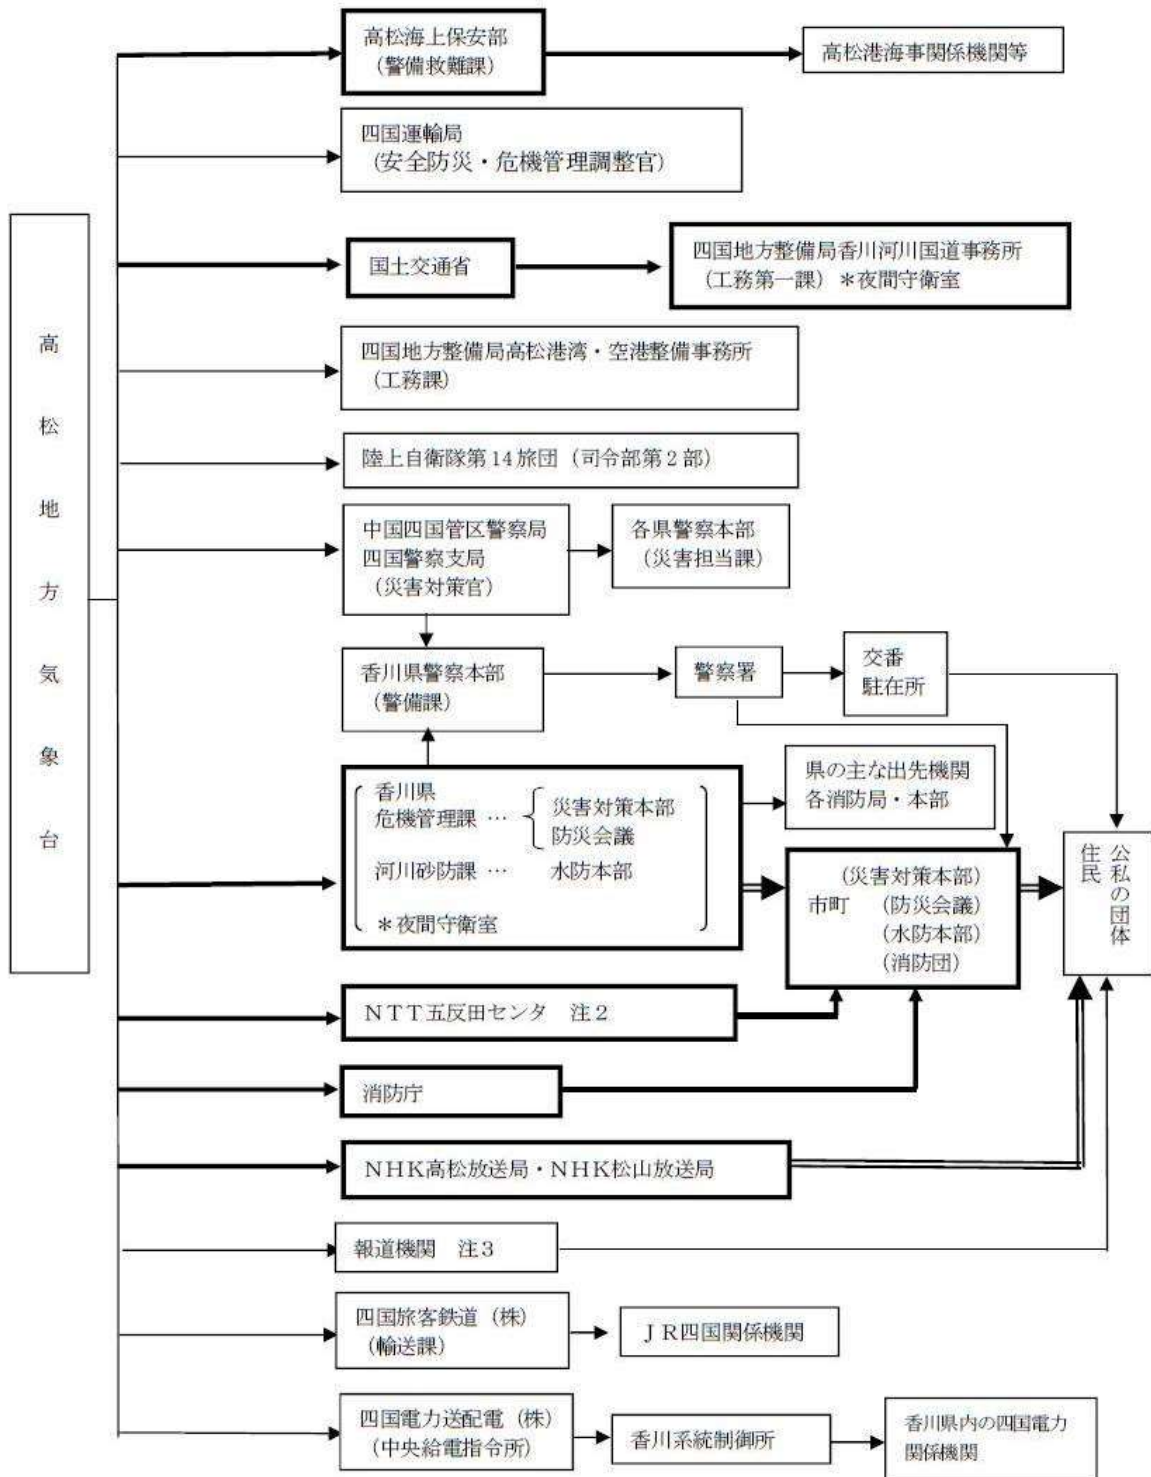 高松地方気象台
高松海上保安部
(警備救難課)
高松港海事関係機関等
四国運輸局
(安全防災・危機管理調整官)
国土交通省
四国地方整備局香川河川国道事務所
(工務第一課)＊夜間守衛室
四国地方整備局高松港湾・空港整備事務所
(工務課)
陸上自衛隊第14旅団(司令部第2部)
中国四国管区警察局
四国警察支局
(災害対策官)
各県警察本部
(災害担当課)
香川県警察本部
(警備課)
警察署
交番
駐在所
香川県
危機管理課 … 災害対策本部
防災会議
河川砂防課 … 水防本部
＊夜間守衛室
県の主な出先機関
各消防局・本部
(災害対策本部)
市町 (防災会議)
(水防本部)
(消防団)
公私の団体
住民
ＮＴＴ五反田センタ 注２
消防庁
ＮＨＫ高松放送局・ＮＨＫ松山放送局
報道機関 注３
四国旅客鉄道(株)
(輸送課)
ＪＲ四国関係機関
四国電力送配電(株)
(中央給電指令所)
香川系統制御所
香川県内の四国電力
関係機関